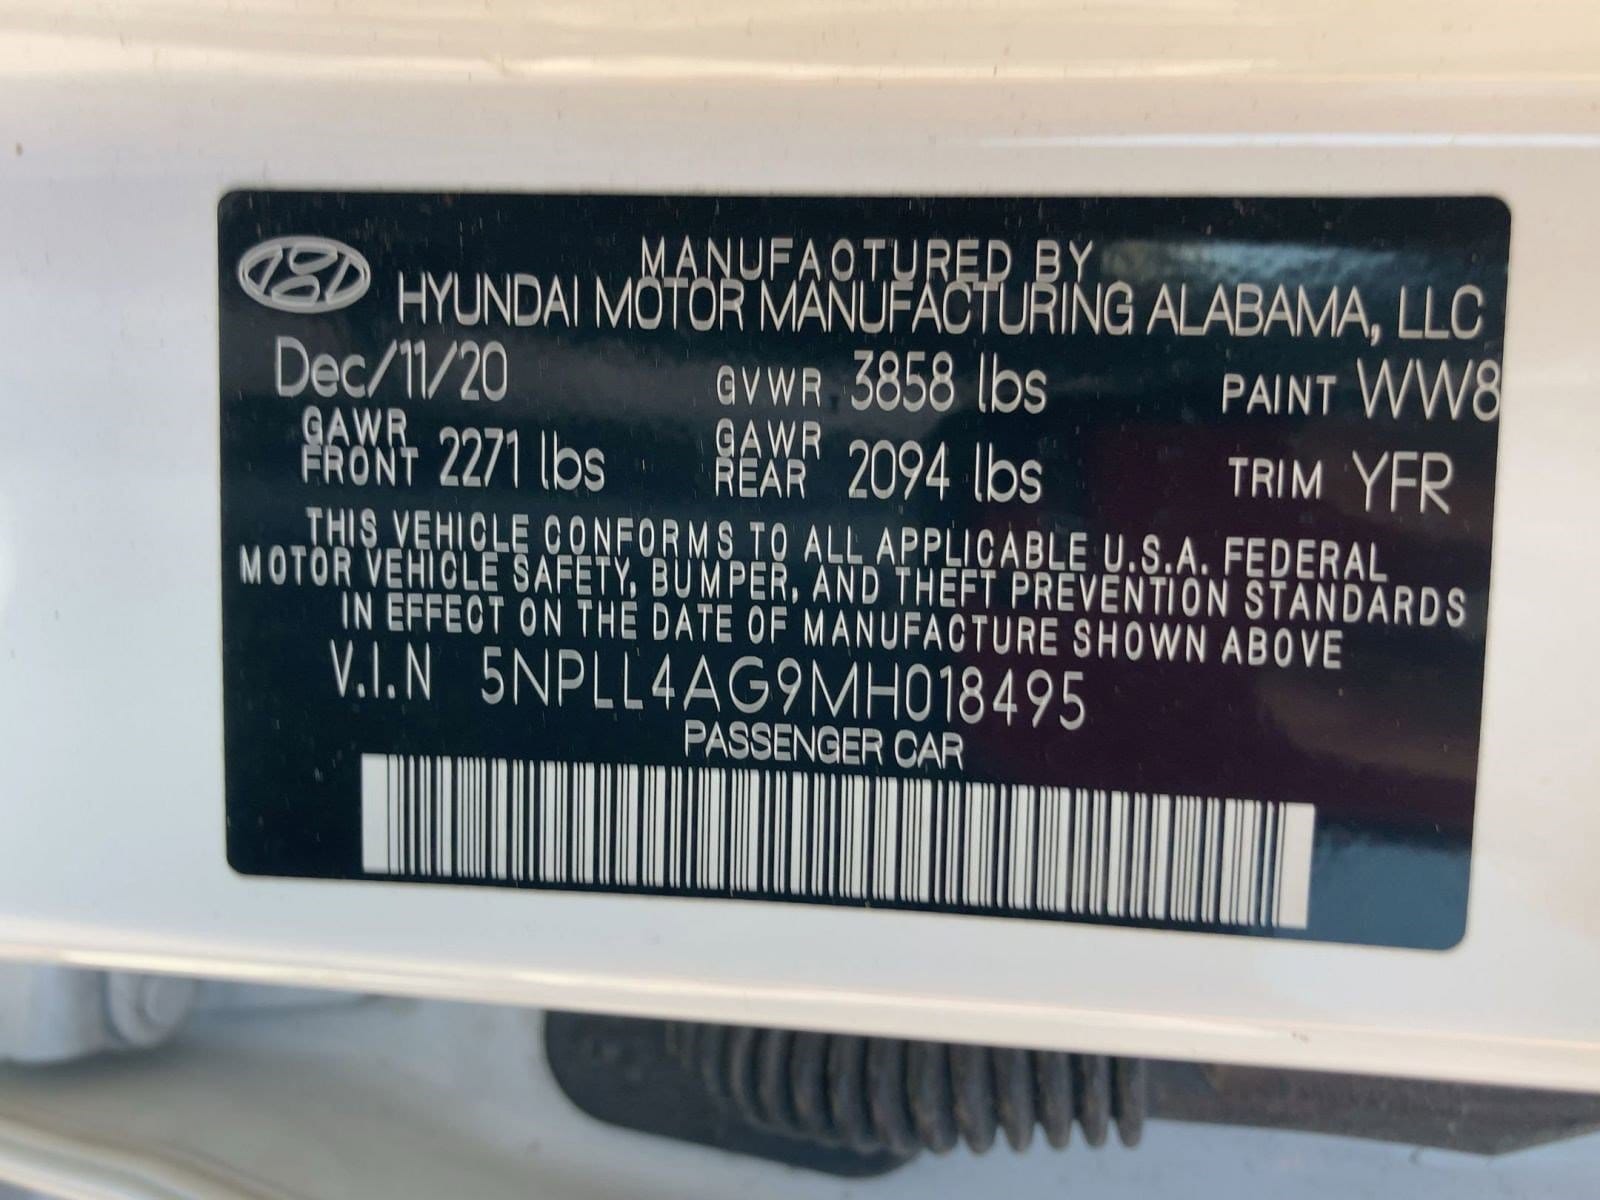 MANUFACTURED BY
HYUNDAI MOTOR MANUFACTURING ALABAMA, LLC
Dec/11/20 GVWR 3858 lbs PAINT WW8
GAWR FRONT 2271 lbs GAWR REAR 2094 lbs TRIM YFR
THIS VEHICLE CONFORMS TO ALL APPLICABLE U.S.A. FEDERAL
MOTOR VEHICLE SAFETY, BUMPER, AND THEFT PREVENTION STANDARDS
IN EFFECT ON THE DATE OF MANUFACTURE SHOWN ABOVE
V.I.N 5NPLL4AG9MH018495
PASSENGER CAR